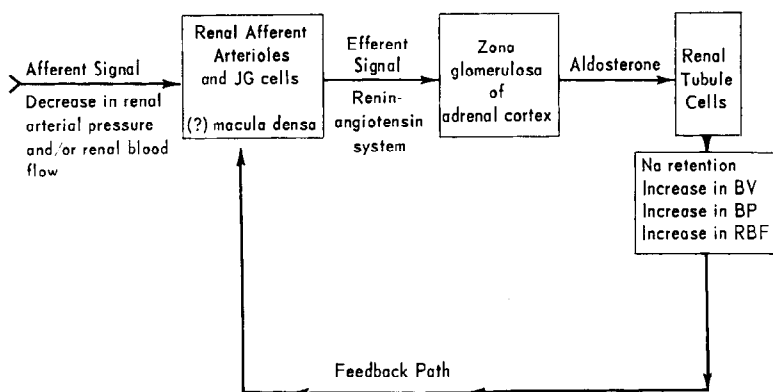 Afferent Signal
Decrease in renal
arterial pressure
and/or renal blood
flow
Renal Afferent
Arterioles
and JG cells
(?) macula densa
Efferent
Signal
Renin-
angiotensin
system
Zona
glomerulosa
of
adrenal cortex
Aldosterone
Renal
Tubule
Cells
Na retention
Increase in BV
Increase in BP
Increase in RBF
Feedback Path